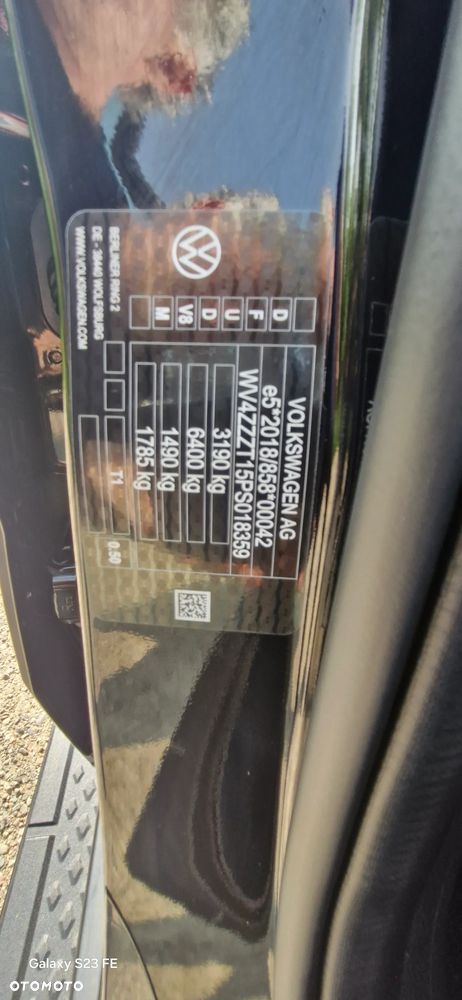 VOLKSWAGEN AG
e5*2018/858*00042
WV4ZZZT15PS018359
3190 kg
6400 kg
1490 kg
1785 kg
T1 0.50
D
F
U
D
V8
M
BERLINER RING 2
DE - 38440 WOLFSBURG
WWW.VOLKSWAGEN.COM
Galaxy S23 FE
OTOMOTO